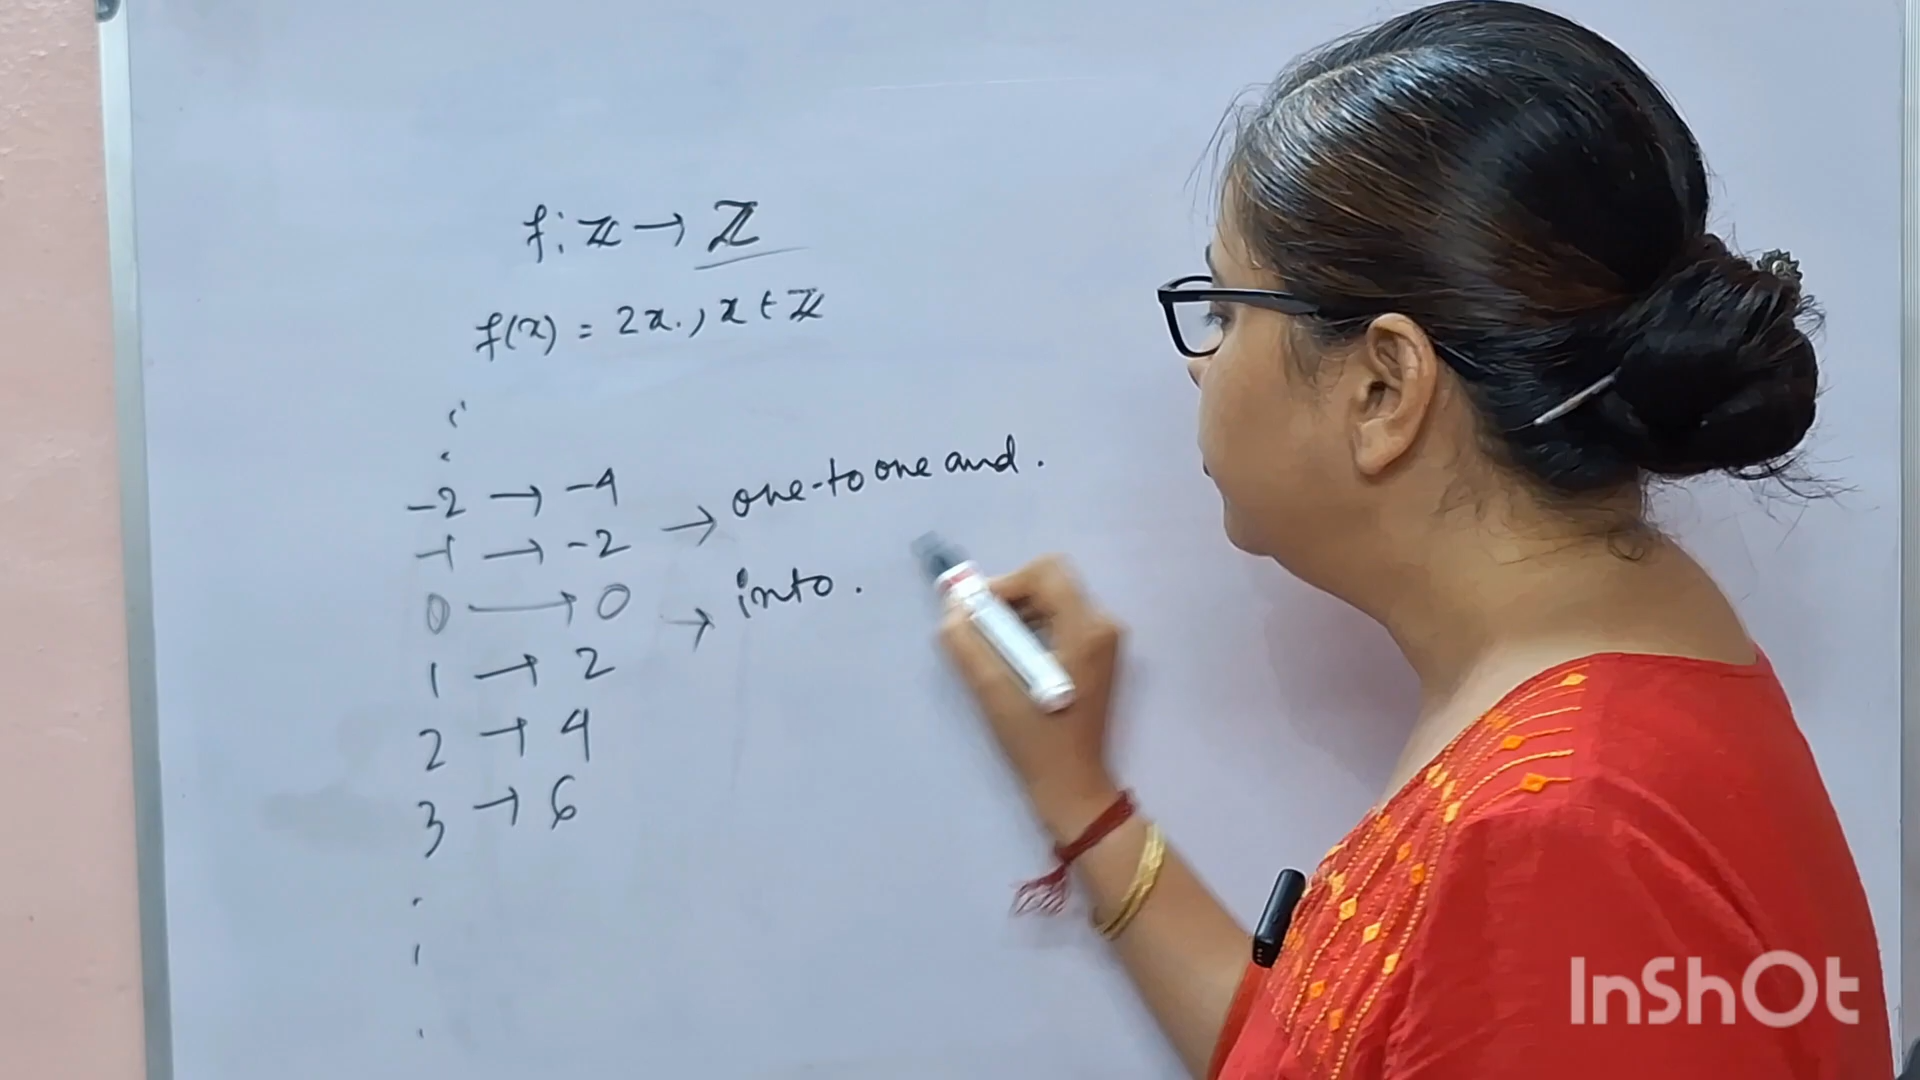 f: ℤ → ℤ
f(x) = 2x., x ∈ ℤ
-2 → -4
-1 → -2
0 → 0
1 → 2
2 → 4
3 → 6
→ one-to one and.
→ into.
InShOt